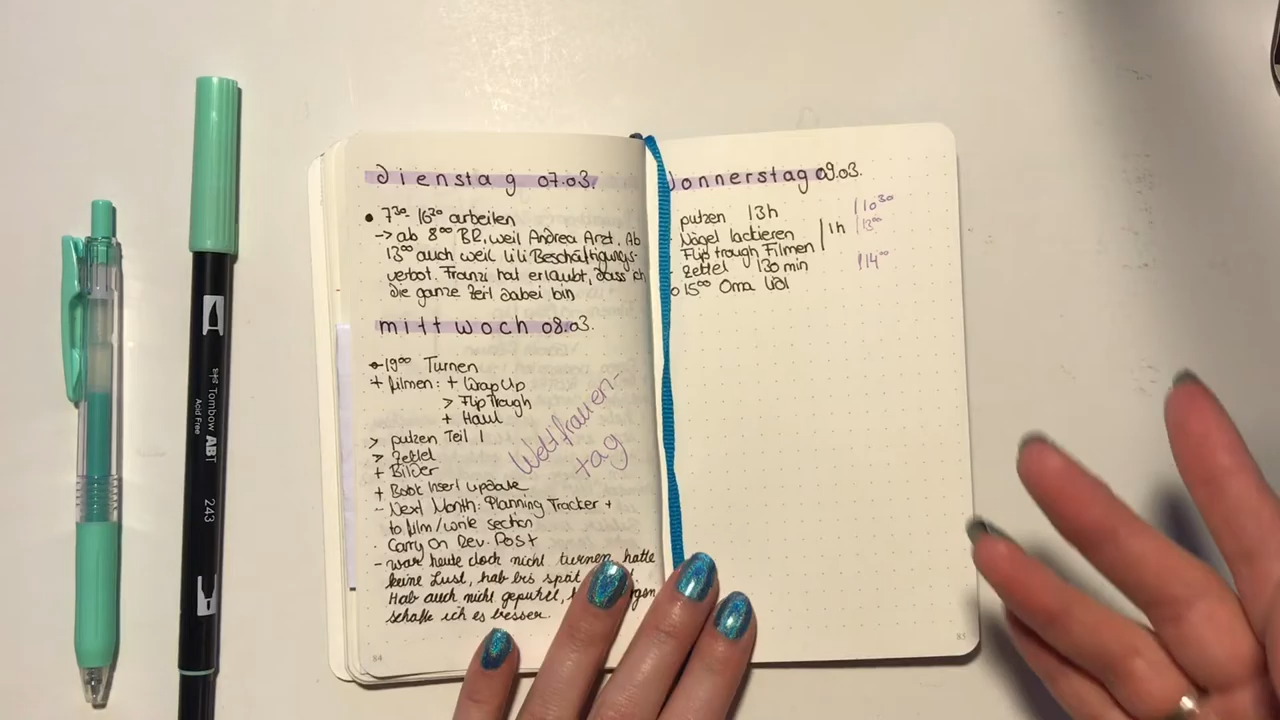 dienstag 07.03.
• 7³⁰-16³⁰ arbeiten
-> ab 8⁰⁰ BR, weil Andrea Arzt. Ab
13⁰⁰ auch weil Lili Beschäftigungs-
verbot. Franzi hat erlaubt, dass ich
die ganze Zeit dabei bin
mittwoch 08.03.
19⁰⁰ Turnen
+ filmen: + Wrap Up
> Flip Trough
+ Haul
> putzen Teil 1
> Zettel
+ Bilder
+ Book Insert update
- Next Month: Planning Tracker +
to film/write section
. Carry On Rev. Post
- war heute doch nicht turnen, hatte
keine Lust, hab bis spät
Hab auch nicht geputzt,
schaffe ich es besser.
Weltfrauen-
tag
84
Donnerstag 09.03.
putzen 13h |10³⁰
Nägel lackieren |13⁰⁰
Flip trough Filmen | 1h
Zettel 130 min |14⁰⁰
15⁰⁰ Oma Lidl
85
Tombow ABT
Acid Free
243